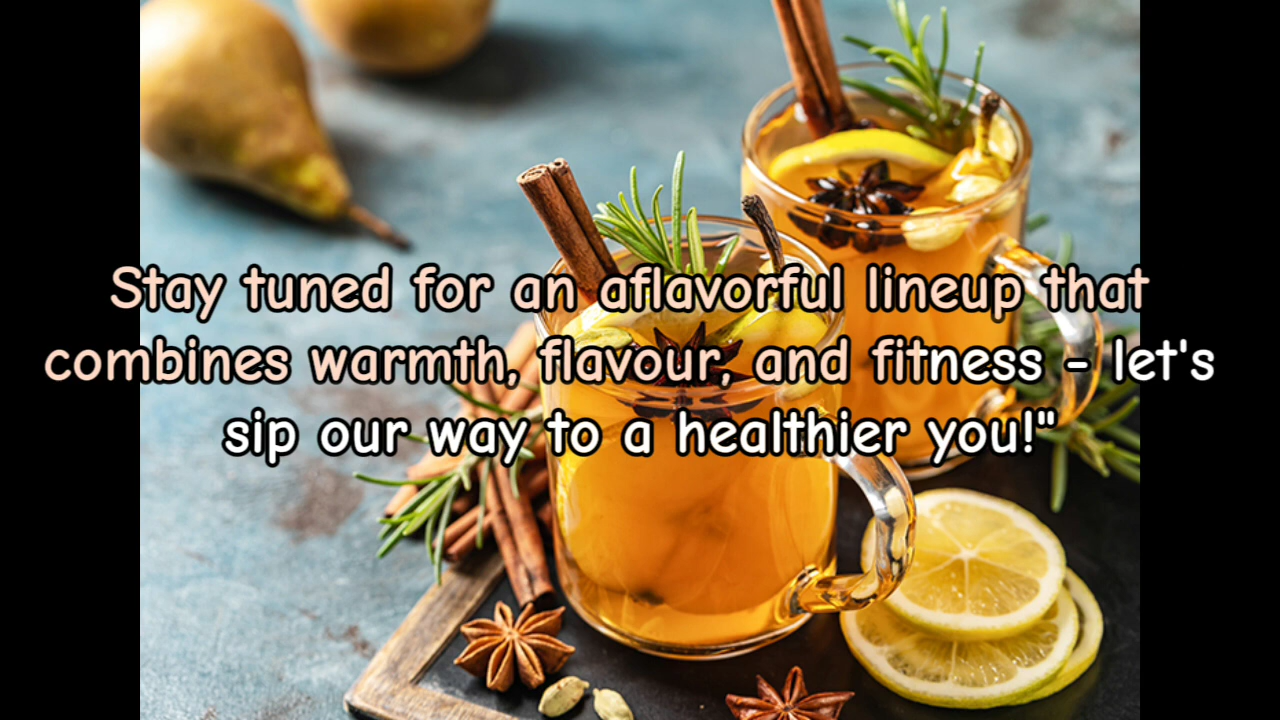 Stay tuned for an aflavorful lineup that
combines warmth, flavour, and fitness - let's
sip our way to a healthier you!"